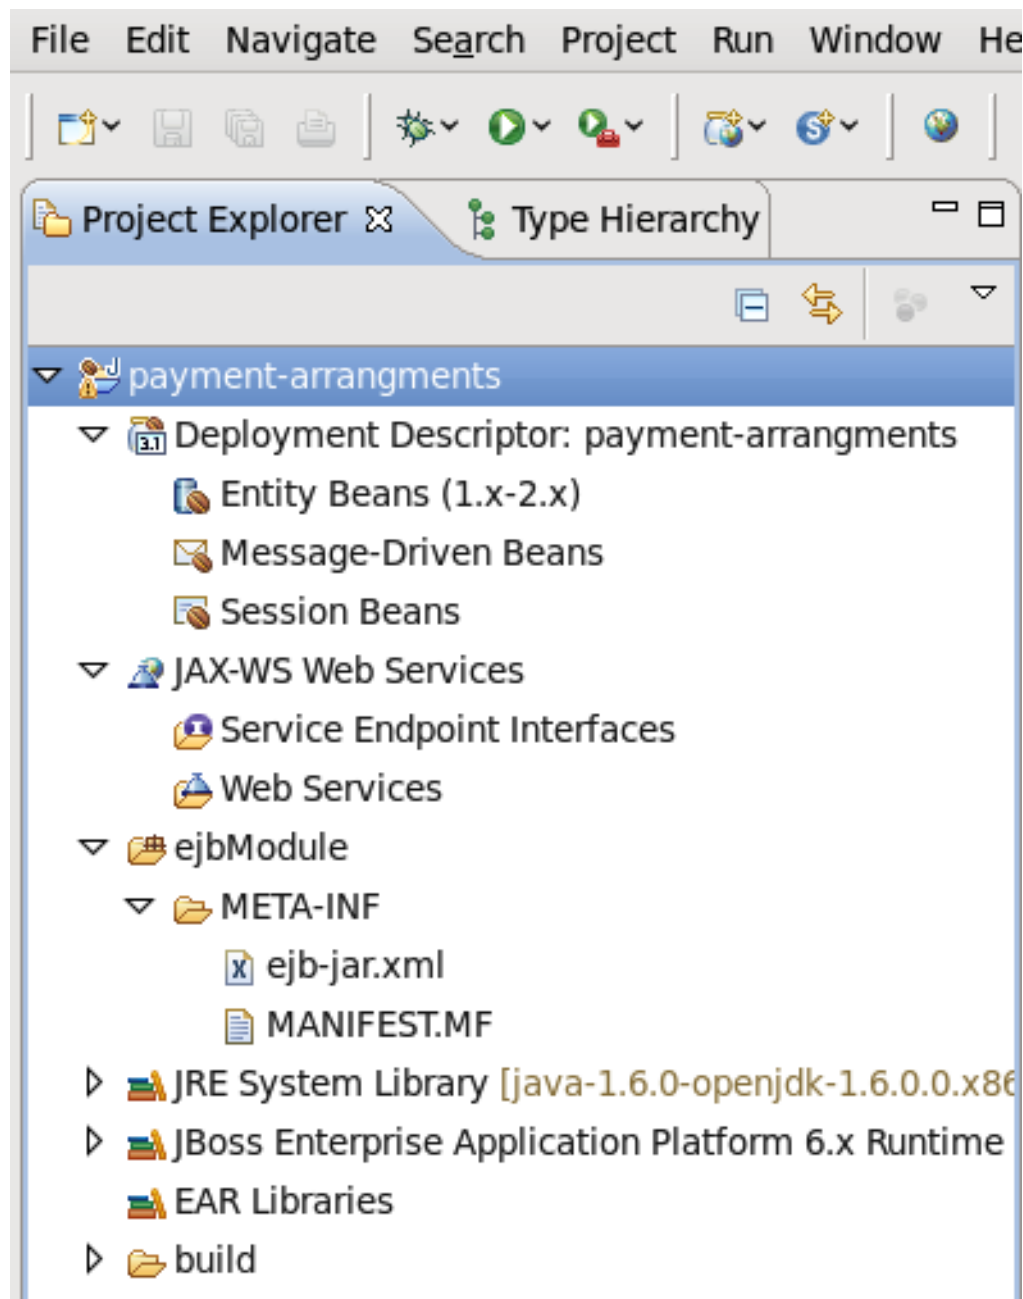 File Edit Navigate Search Project Run Window He
Project Explorer Type Hierarchy
payment-arrangments
3.1 Deployment Descriptor: payment-arrangments
Entity Beans (1.x-2.x)
Message-Driven Beans
Session Beans
JAX-WS Web Services
Service Endpoint Interfaces
Web Services
ejbModule
META-INF
ejb-jar.xml
MANIFEST.MF
JRE System Library [java-1.6.0-openjdk-1.6.0.0.x86
JBoss Enterprise Application Platform 6.x Runtime
EAR Libraries
build